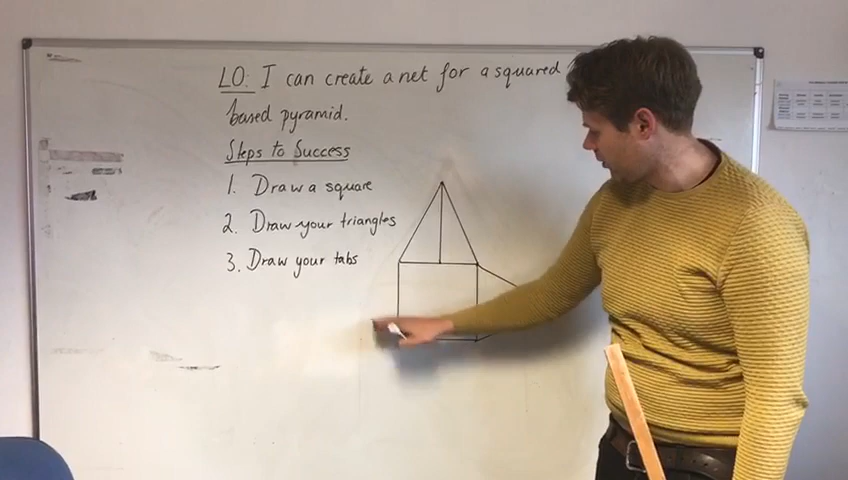 LO: I can create a net for a squared
based pyramid.
Steps to Success
1. Draw a square
2. Draw your triangles
3. Draw your tabs